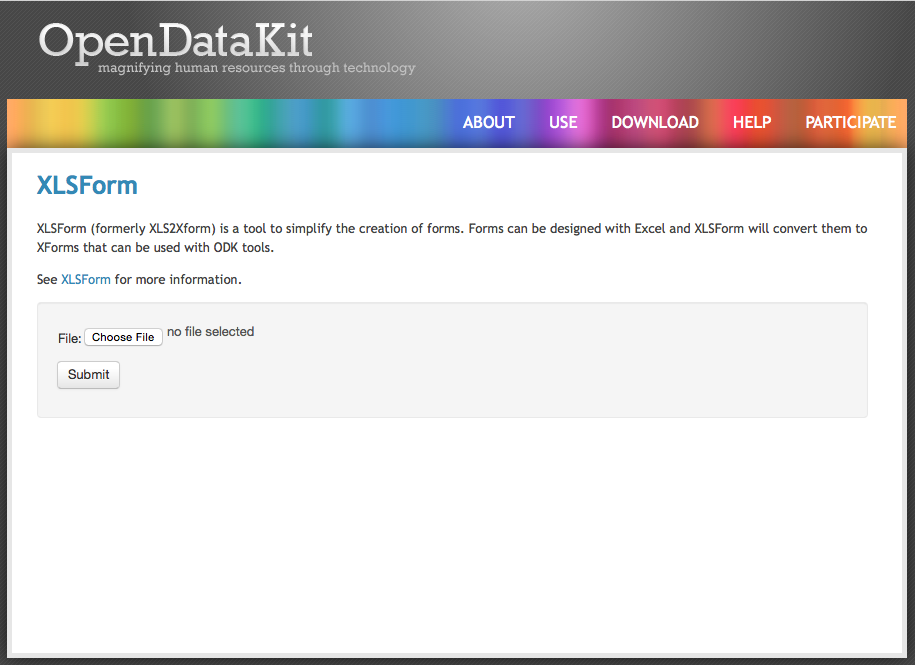 OpenDataKit
magnifying human resources through technology
ABOUT USE DOWNLOAD HELP PARTICIPATE
XLSForm
XLSForm (formerly XLS2Xform) is a tool to simplify the creation of forms. Forms can be designed with Excel and XLSForm will convert them to
XForms that can be used with ODK tools.
See XLSForm for more information.
File: Choose File no file selected
Submit